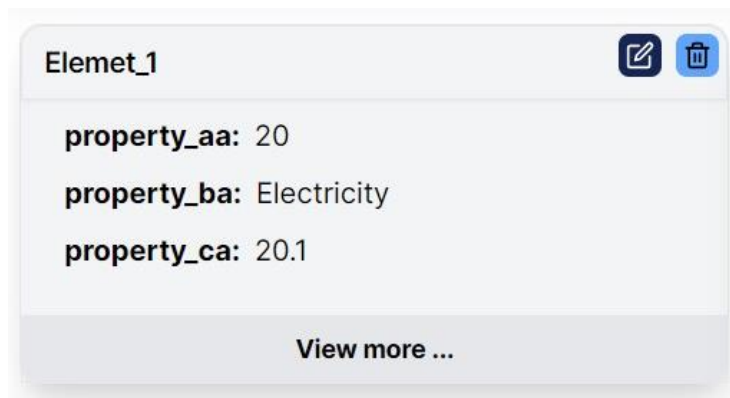 Elemet_1
property_aa: 20
property_ba: Electricity
property_ca: 20.1
View more ...